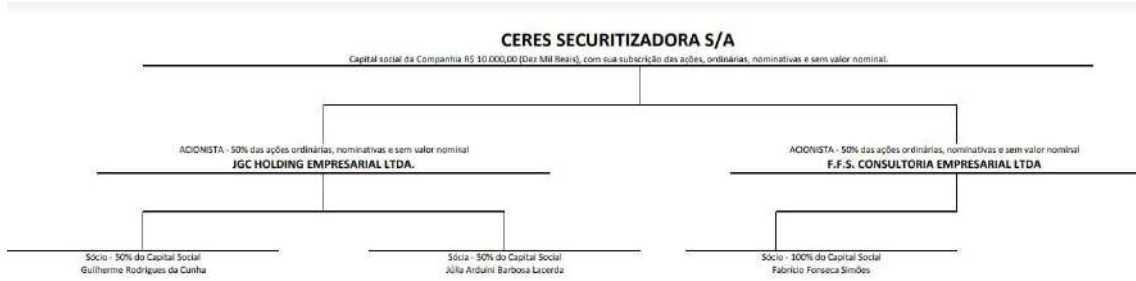 CERES SECURITIZADORA S/A
Capital social da Companhia R$ 10.000,00 (Dez Mil Reais), com sua subscrição das ações, ordinárias, nominativas e sem valor nominal.
ACIONISTA - 50% das ações ordinárias, nominativas e sem valor nominal
JGC HOLDING EMPRESARIAL LTDA.
ACIONISTA - 50% das ações ordinárias, nominativas e sem valor nominal
F.F.S. CONSULTORIA EMPRESARIAL LTDA
Sócio - 50% do Capital Social
Guilherme Rodrigues da Cunha
Sócia - 50% do Capital Social
Júlia Arduini Barbosa Lacerda
Sócio - 100% do Capital Social
Fabrício Fonseca Simões